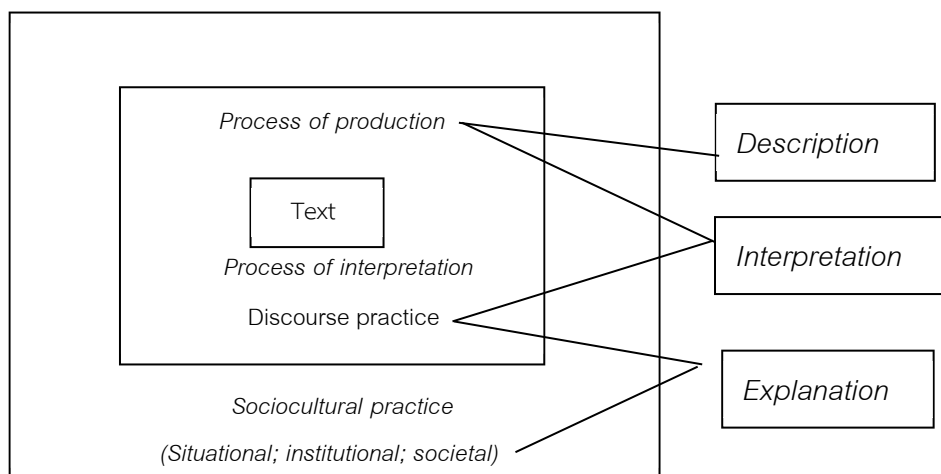 Process of production
Description
Text
Interpretation
Process of interpretation
Discourse practice
Explanation
Sociocultural practice
(Situational; institutional; societal)